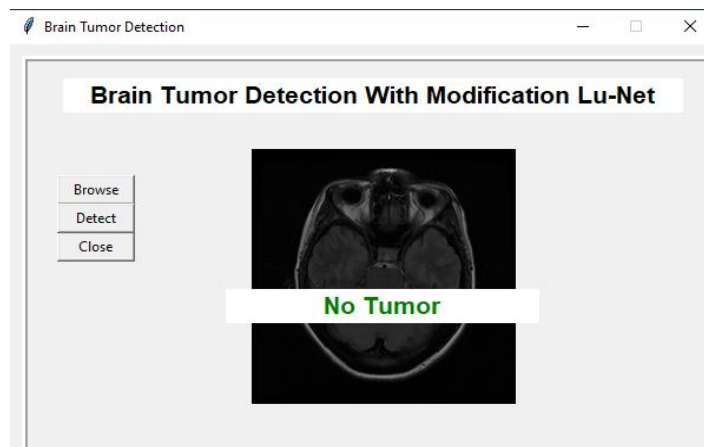 Brain Tumor Detection
Brain Tumor Detection With Modification Lu-Net
Browse
Detect
Close
No Tumor